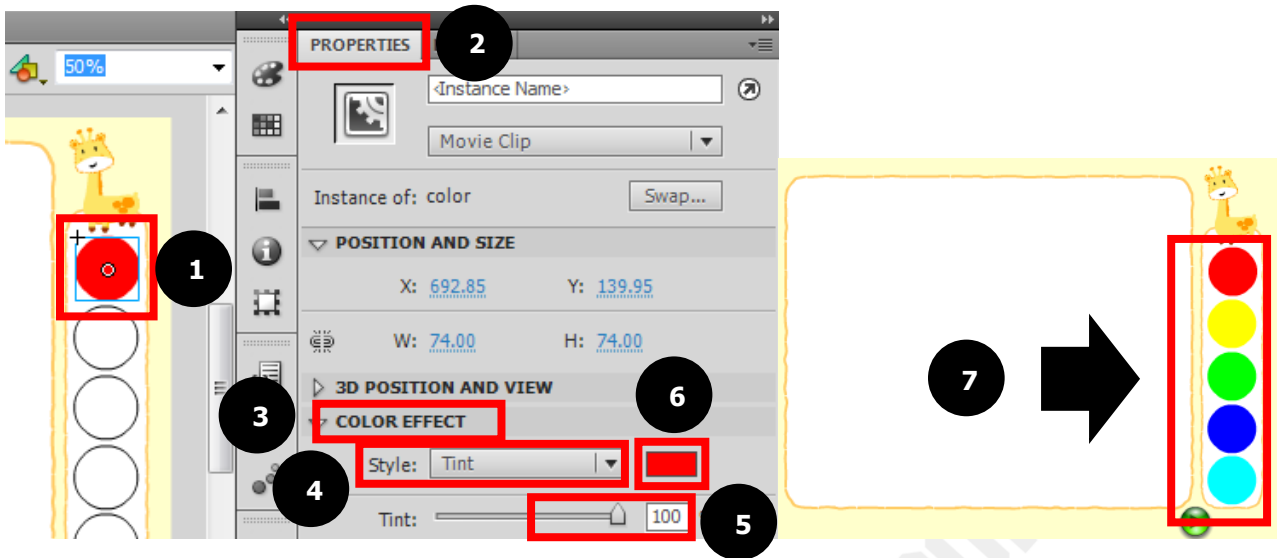 50%
PROPERTIES
2
<Instance Name>
Movie Clip
Instance of: color
Swap...
1
POSITION AND SIZE
X: 692.85 Y: 139.95
W: 74.00 H: 74.00
3D POSITION AND VIEW
6
3
COLOR EFFECT
Style: Tint
4
Tint: 100
5
7